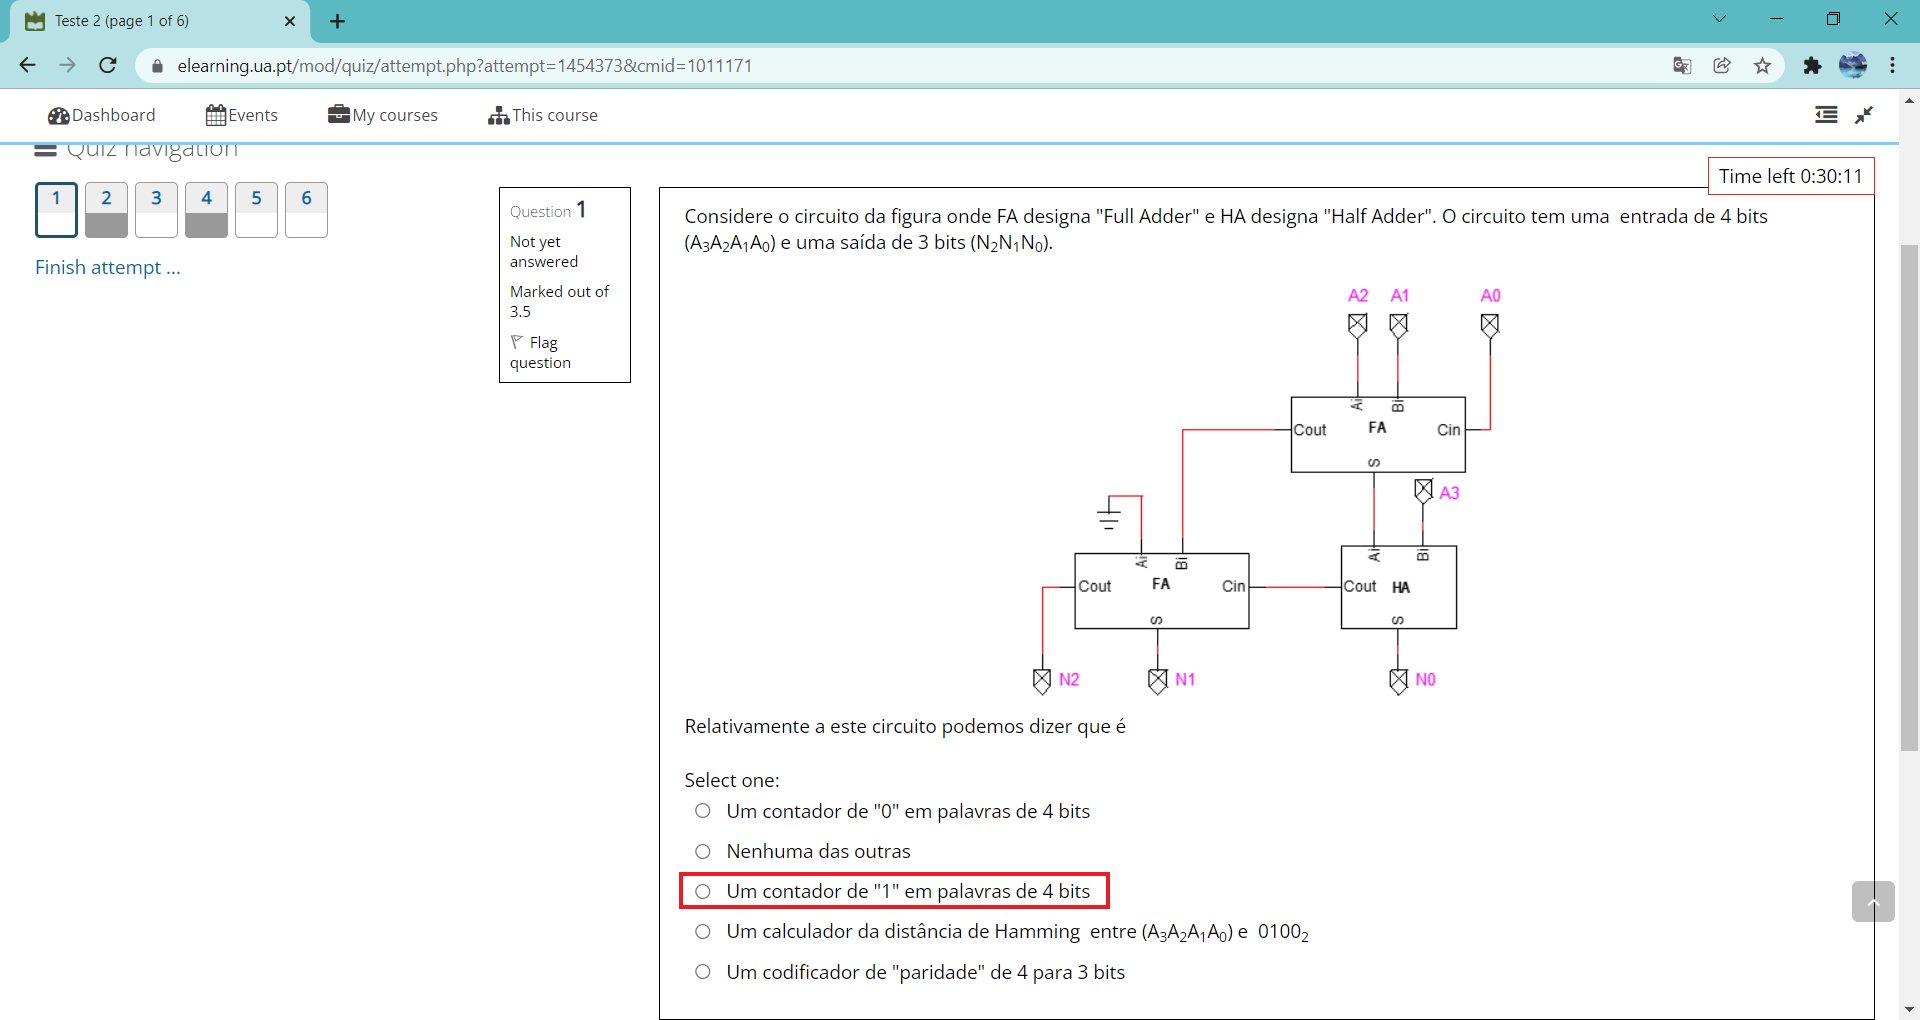 Teste 2 (page 1 of 6)
elearning.ua.pt/mod/quiz/attempt.php?attempt=1454373&cmid=1011171
Dashboard Events My courses This course
Quiz navigation
Time left 0:30:11
1 2 3 4 5 6
Finish attempt ...
Question 1
Not yet
answered
Marked out of
3.5
Flag
question
Considere o circuito da figura onde FA designa "Full Adder" e HA designa "Half Adder". O circuito tem uma entrada de 4 bits
(A₃A₂A₁A₀) e uma saída de 3 bits (N₂N₁N₀).
A2 A1 A0
Ai Bi
Cout FA Cin
S
A3
Ai Bi Ai Bi
Cout FA Cin Cout HA
S S
N2 N1 N0
Relativamente a este circuito podemos dizer que é
Select one:
Um contador de "0" em palavras de 4 bits
Nenhuma das outras
Um contador de "1" em palavras de 4 bits
Um calculador da distância de Hamming entre (A₃A₂A₁A₀) e 0100₂
Um codificador de "paridade" de 4 para 3 bits